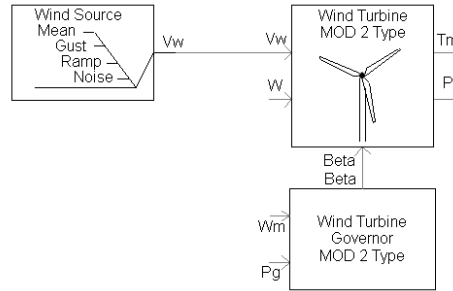 Wind Source
Mean
Gust
Ramp
Noise
Vw
Vw
W
Wind Turbine
MOD 2 Type
P
Beta
Beta
Wm
Pg
Wind Turbine
Governor
MOD 2 Type